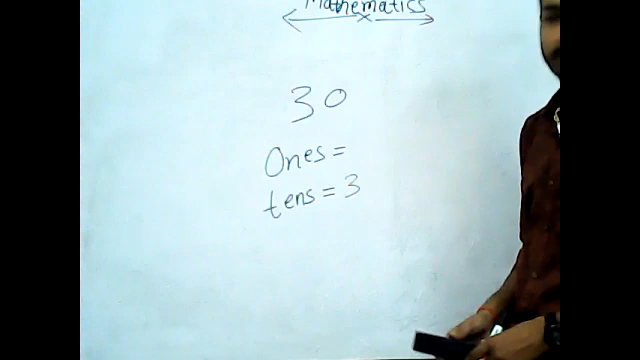 Mathematics
30
Ones =
tens = 3